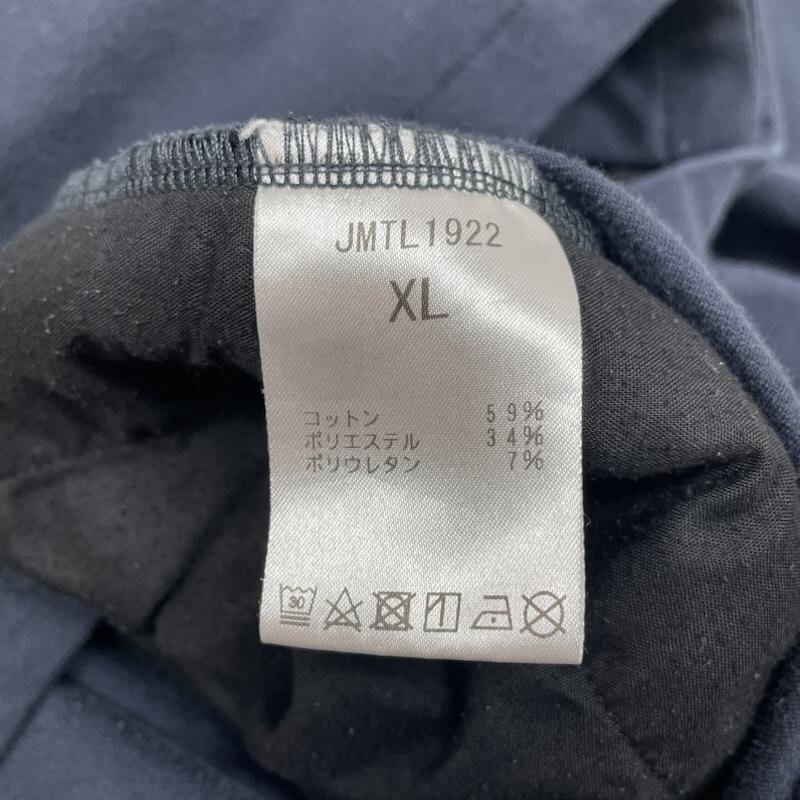 JMTL1922
XL
コットン 59%
ポリエステル 34%
ポリウレタン 7%
30